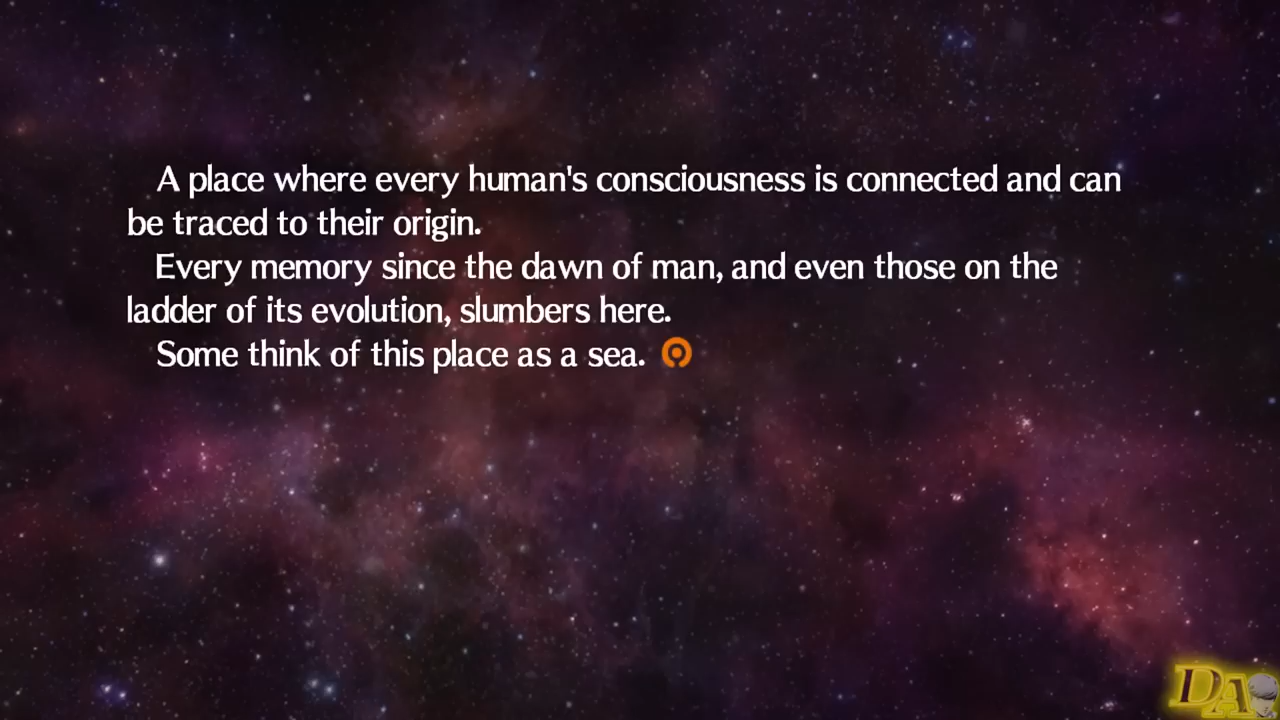 A place where every human's consciousness is connected and can
be traced to their origin.
Every memory since the dawn of man, and even those on the
ladder of its evolution, slumbers here.
Some think of this place as a sea.
DA